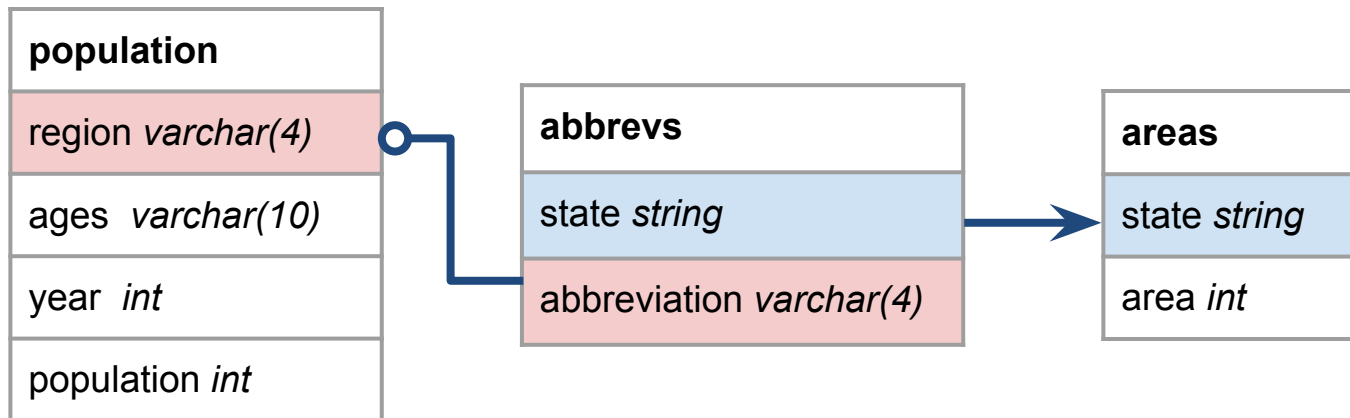 population
region varchar(4)
ages varchar(10)
year int
population int
abbrevs
state string
abbreviation varchar(4)
areas
state string
area int